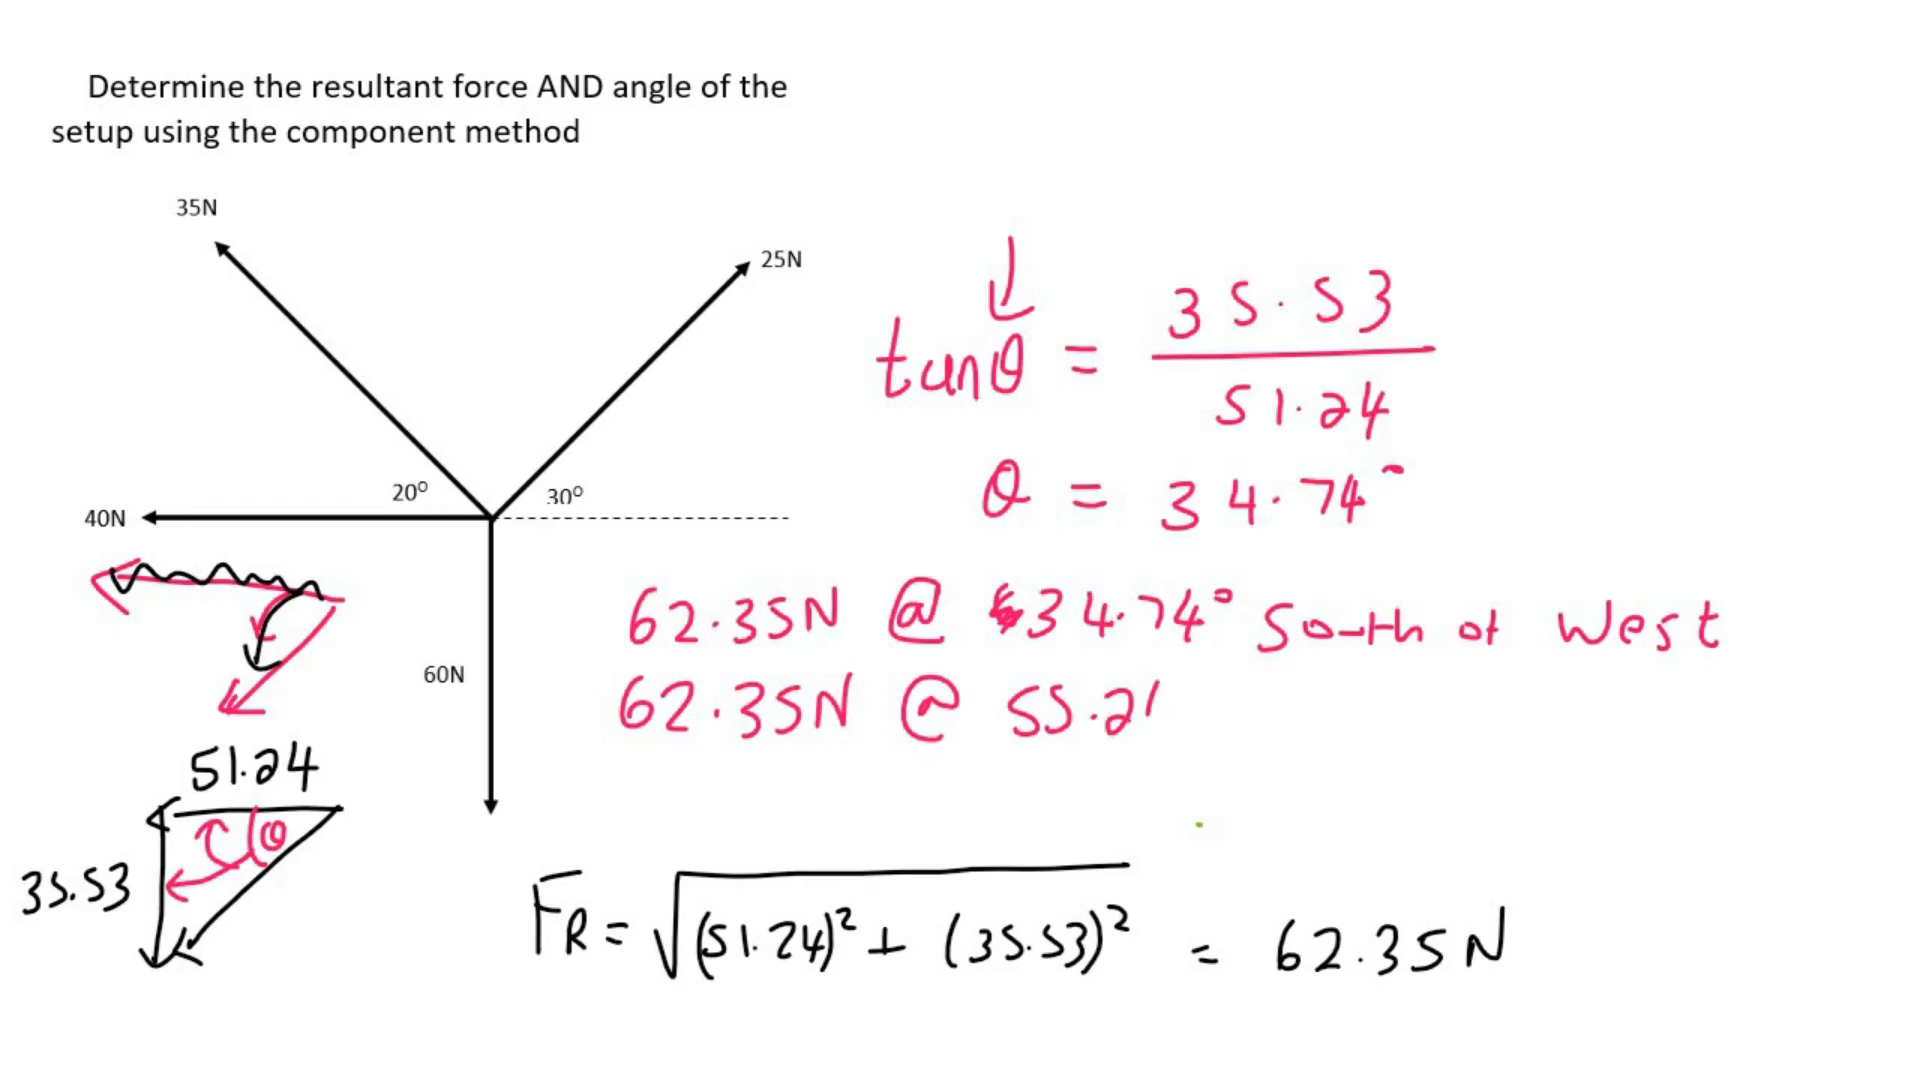 Determine the resultant force AND angle of the
setup using the component method
35N
25N
20°
30°
40N
60N
tanθ = 35.53 / 51.24
θ = 34.74°
62.35N @ 34.74° South of West
62.35N @ 55.2
51.24
θ
35.53
FR = √(51.24)² + (35.53)² = 62.35N